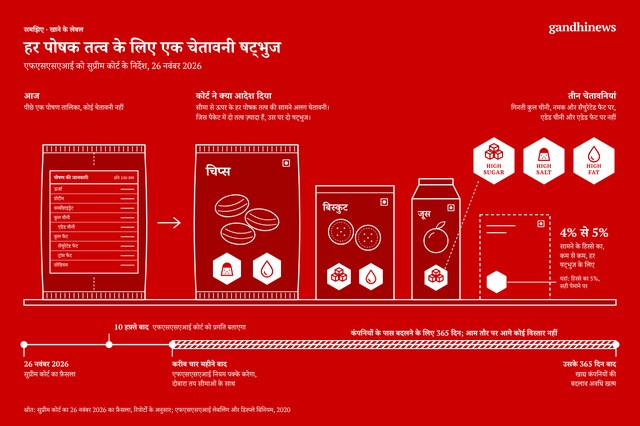 समझिए · खाने के लेबल
gandhinews
हर पोषक तत्व के लिए एक चेतावनी षट्भुज
एफएसएसएआई को सुप्रीम कोर्ट के निर्देश, 26 नवंबर 2026
आज
पीछे एक पोषण तालिका, कोई चेतावनी नहीं
कोर्ट ने क्या आदेश दिया
सीमा से ऊपर के हर पोषक तत्व की सामने अलग चेतावनी।
जिस पैकेट में दो तत्व ज़्यादा हैं, उस पर दो षट्भुज।
तीन चेतावनियां
गिनती कुल चीनी, नमक और सैचुरेटेड फैट पर,
एडेड चीनी और एडेड फैट पर नहीं
पोषण की जानकारी
प्रति 100 ग्राम
ऊर्जा
प्रोटीन
कार्बोहाइड्रेट
कुल चीनी
एडेड चीनी
कुल फैट
सैचुरेटेड फैट
ट्रांस फैट
सोडियम
चिप्स
बिस्कुट
जूस
HIGH
SUGAR
HIGH
SALT
HIGH
FAT
4% से 5%
सामने के हिस्से का,
कम से कम, हर
षट्भुज के लिए
यहां: हिस्से का 5%,
सही पैमाने पर
10 हफ़्ते बाद एफएसएसएआई कोर्ट को प्रगति बताएगा
कंपनियों के पास बदलने के लिए 365 दिन; आम तौर पर आगे कोई विस्तार नहीं
26 नवंबर 2026
सुप्रीम कोर्ट का फ़ैसला
करीब चार महीने बाद
एफएसएसएआई नियम पक्के करेगा,
दोबारा तय सीमाओं के साथ
उसके 365 दिन बाद
खाद्य कंपनियों की
बदलाव अवधि खत्म
स्रोत: सुप्रीम कोर्ट का 26 नवंबर 2026 का फ़ैसला, रिपोर्टों के अनुसार; एफएसएसएआई लेबलिंग और डिस्प्ले विनियम, 2020